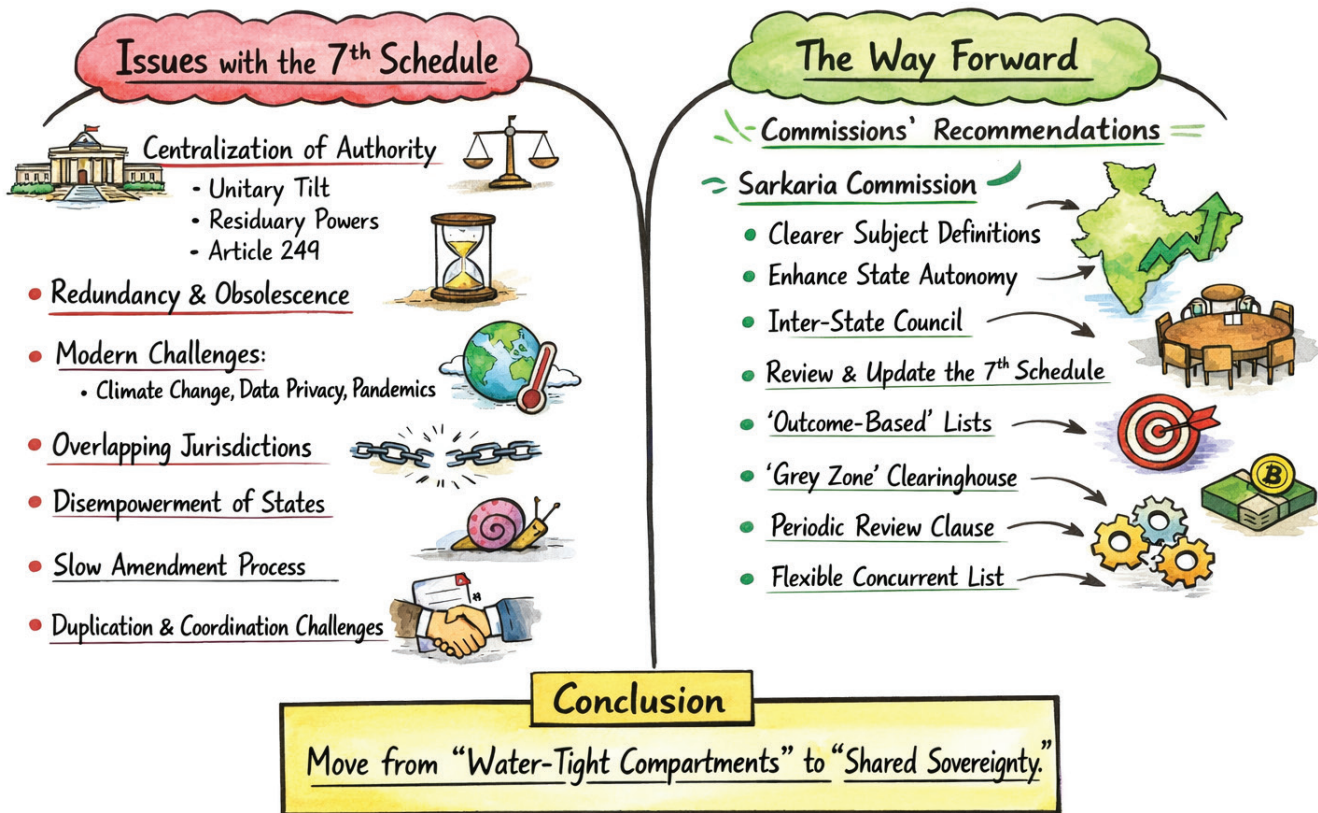 Issues with the 7th Schedule
Centralization of Authority
- Unitary Tilt
- Residuary Powers
- Article 249
• Redundancy & Obsolescence
• Modern Challenges:
• Climate Change, Data Privacy, Pandemics
• Overlapping Jurisdictions
• Disempowerment of States
• Slow Amendment Process
• Duplication & Coordination Challenges
The Way Forward
Commissions' Recommendations
Sarkaria Commission
• Clearer Subject Definitions
• Enhance State Autonomy
• Inter-State Council
• Review & Update the 7th Schedule
• 'Outcome-Based' Lists
• 'Grey Zone' Clearinghouse
• Periodic Review Clause
• Flexible Concurrent List
B
Conclusion
Move from "Water-Tight Compartments" to "Shared Sovereignty."